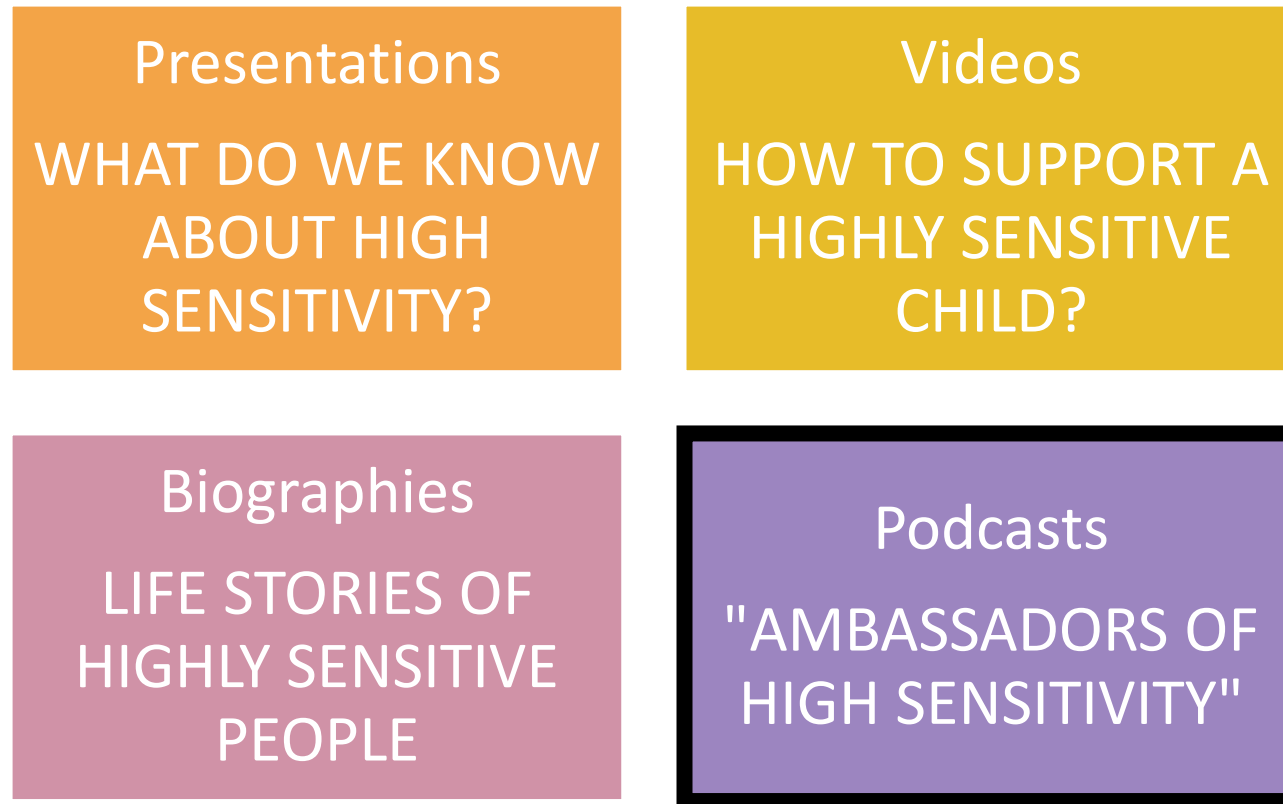 Presentations
WHAT DO WE KNOW
ABOUT HIGH
SENSITIVITY?
Videos
HOW TO SUPPORT A
HIGHLY SENSITIVE
CHILD?
Biographies
LIFE STORIES OF
HIGHLY SENSITIVE
PEOPLE
Podcasts
"AMBASSADORS OF
HIGH SENSITIVITY"